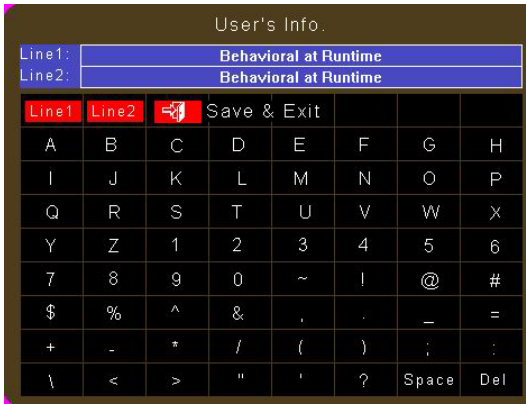 User's Info.
Line1: Behavioral at Runtime
Line2: Behavioral at Runtime
Line1 Line2 Save & Exit
A B C D E F G H
I J K L M N O P
Q R S T U V W X
Y Z 1 2 3 4 5 6
7 8 9 0 ~ ! @ #
$ % ^ & , . _ =
+ - * / ( ) ; :
\ < > " ' ? Space Del